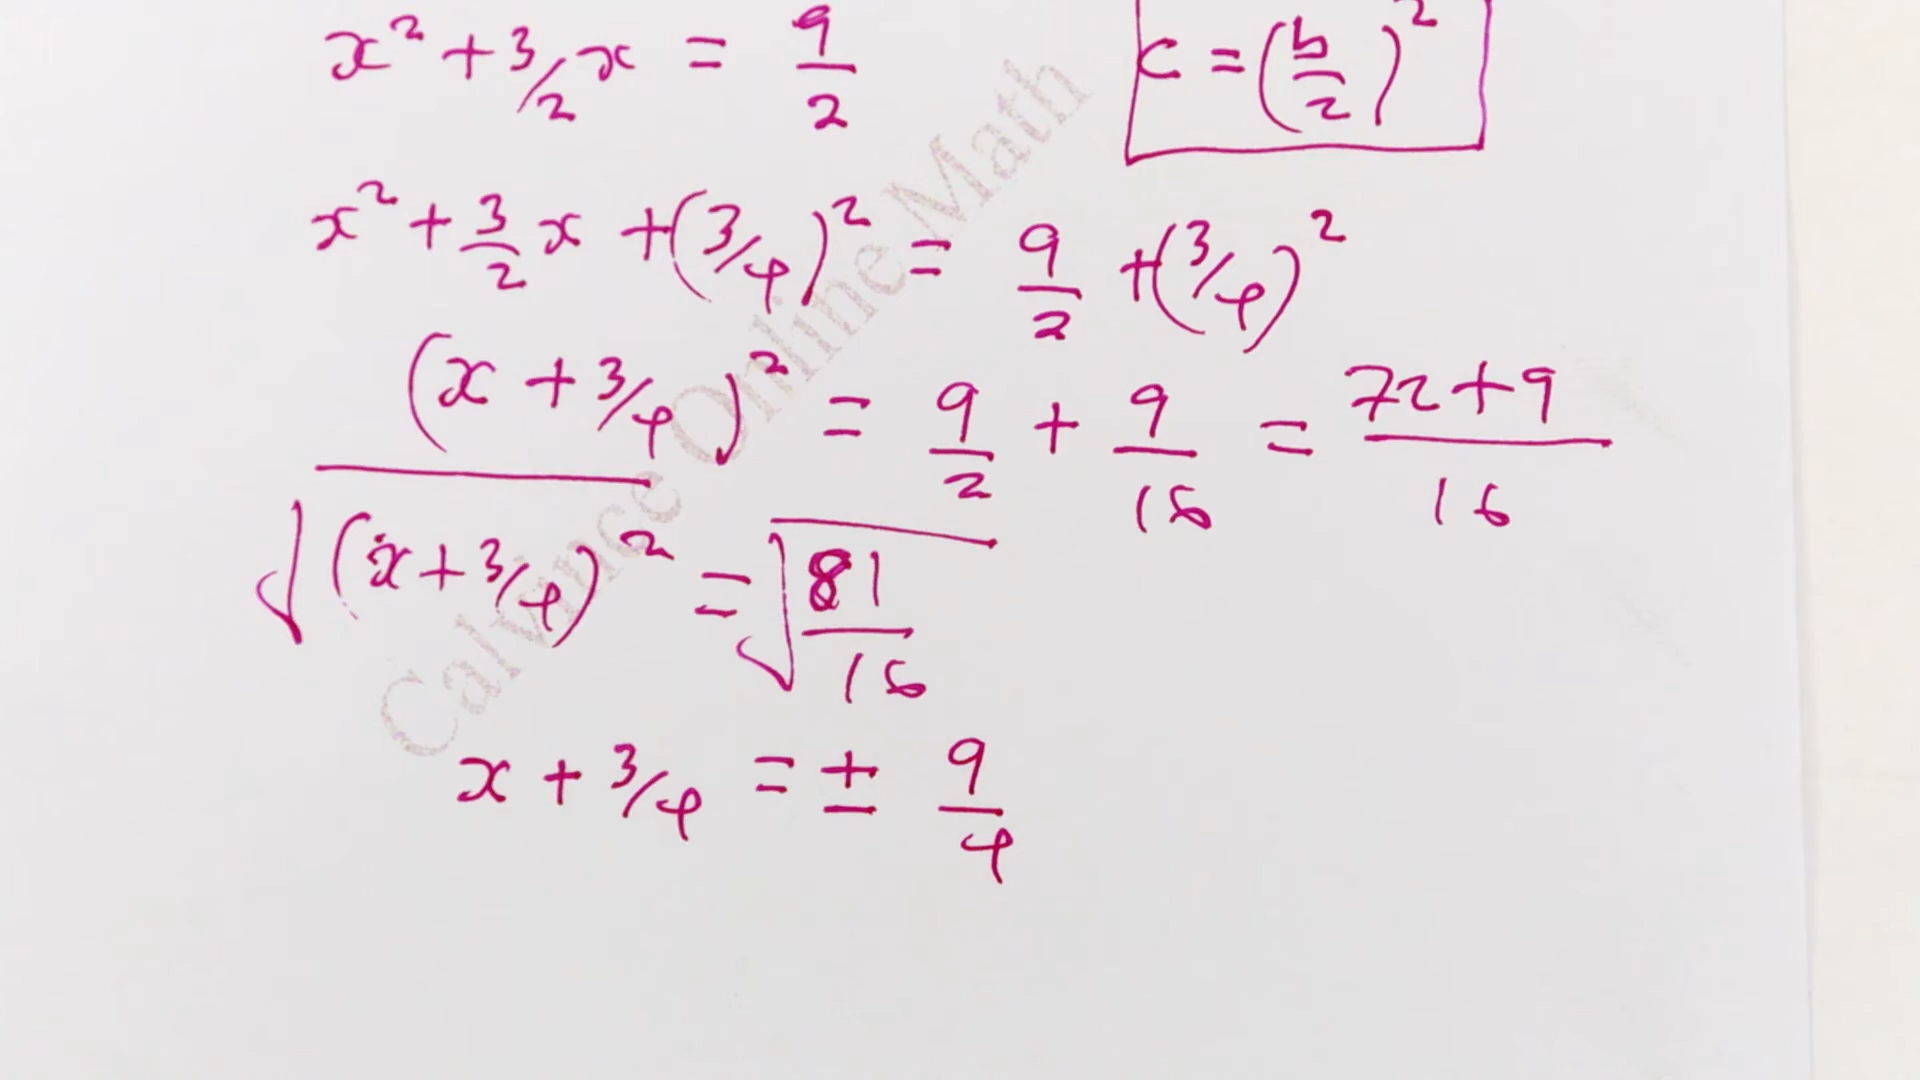 x² + 3/2 x = 9/2
c = (b/2)²
x² + 3/2 x + (3/4)² = 9/2 + (3/4)²
(x + 3/4)² = 9/2 + 9/16 = 72+9/16
√(x + 3/4)² = √81/16
x + 3/4 = ± 9/4
Calvince Online Math